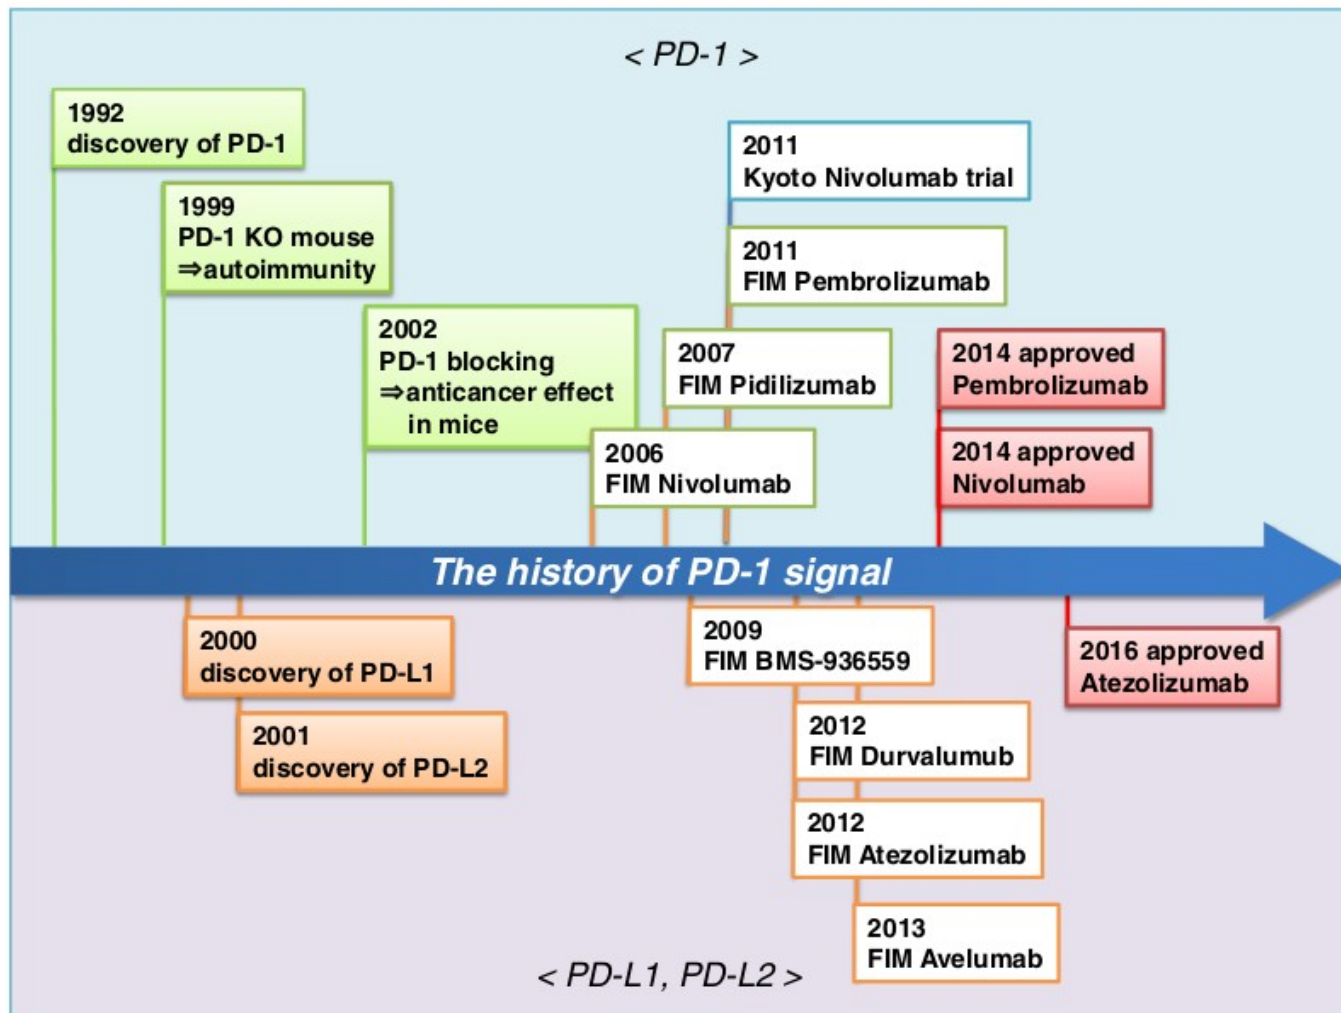 < PD-1 >
1992
discovery of PD-1
1999
PD-1 KO mouse
⇒autoimmunity
2002
PD-1 blocking
⇒anticancer effect
in mice
2006
FIM Nivolumab
2007
FIM Pidilizumab
2011
Kyoto Nivolumab trial
2011
FIM Pembrolizumab
2014 approved
Pembrolizumab
2014 approved
Nivolumab
The history of PD-1 signal
2000
discovery of PD-L1
2001
discovery of PD-L2
2009
FIM BMS-936559
2012
FIM Durvalumub
2012
FIM Atezolizumab
2013
FIM Avelumab
2016 approved
Atezolizumab
< PD-L1, PD-L2 >